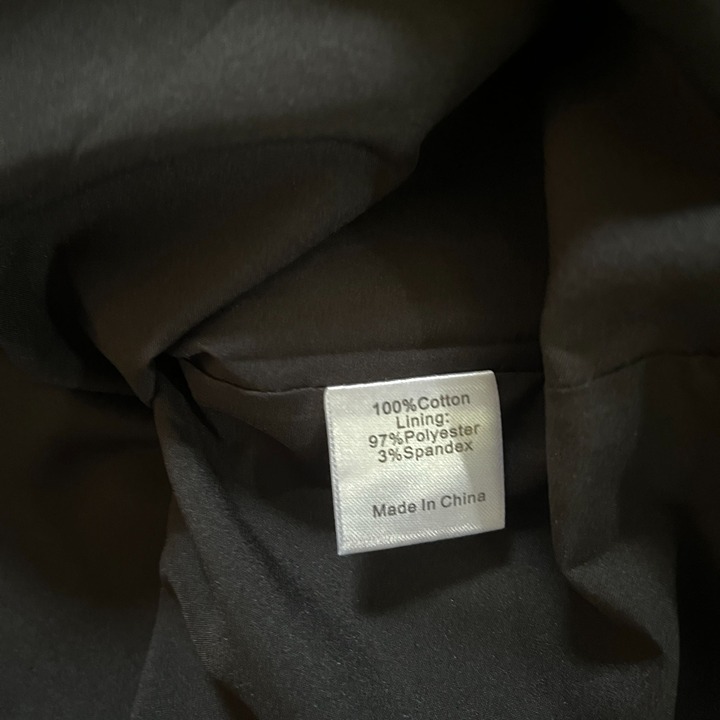 100%Cotton
Lining:
97%Polyester
3%Spandex
Made In China